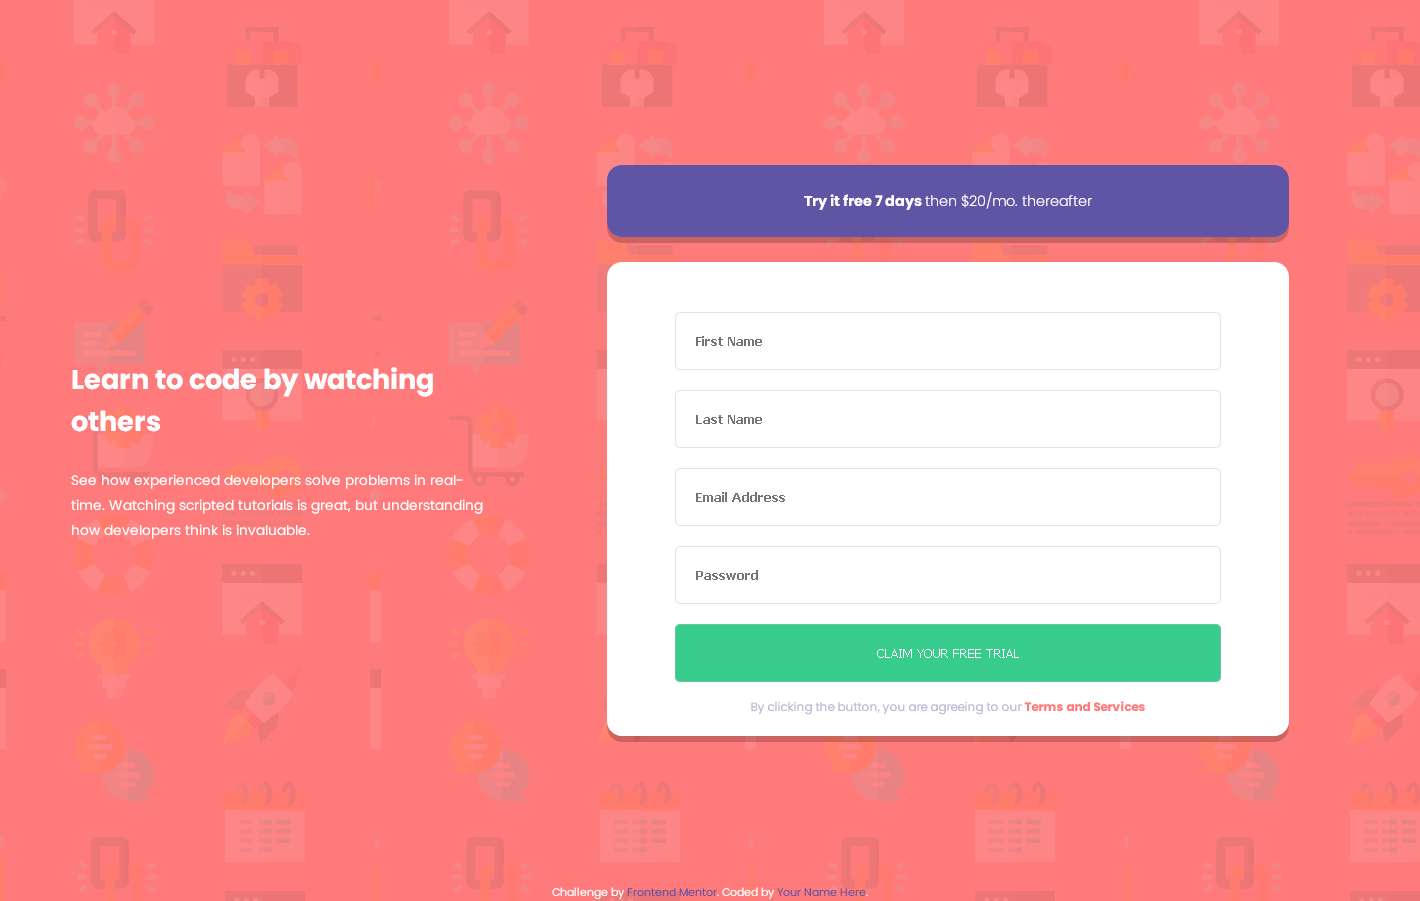 Learn to code by watching
others
See how experienced developers solve problems in real-
time. Watching scripted tutorials is great, but understanding
how developers think is invaluable.
Try it free 7 days then $20/mo. thereafter
First Name
Last Name
Email Address
Password
CLAIM YOUR FREE TRIAL
By clicking the button, you are agreeing to our Terms and Services
Challenge by Frontend Mentor. Coded by Your Name Here.